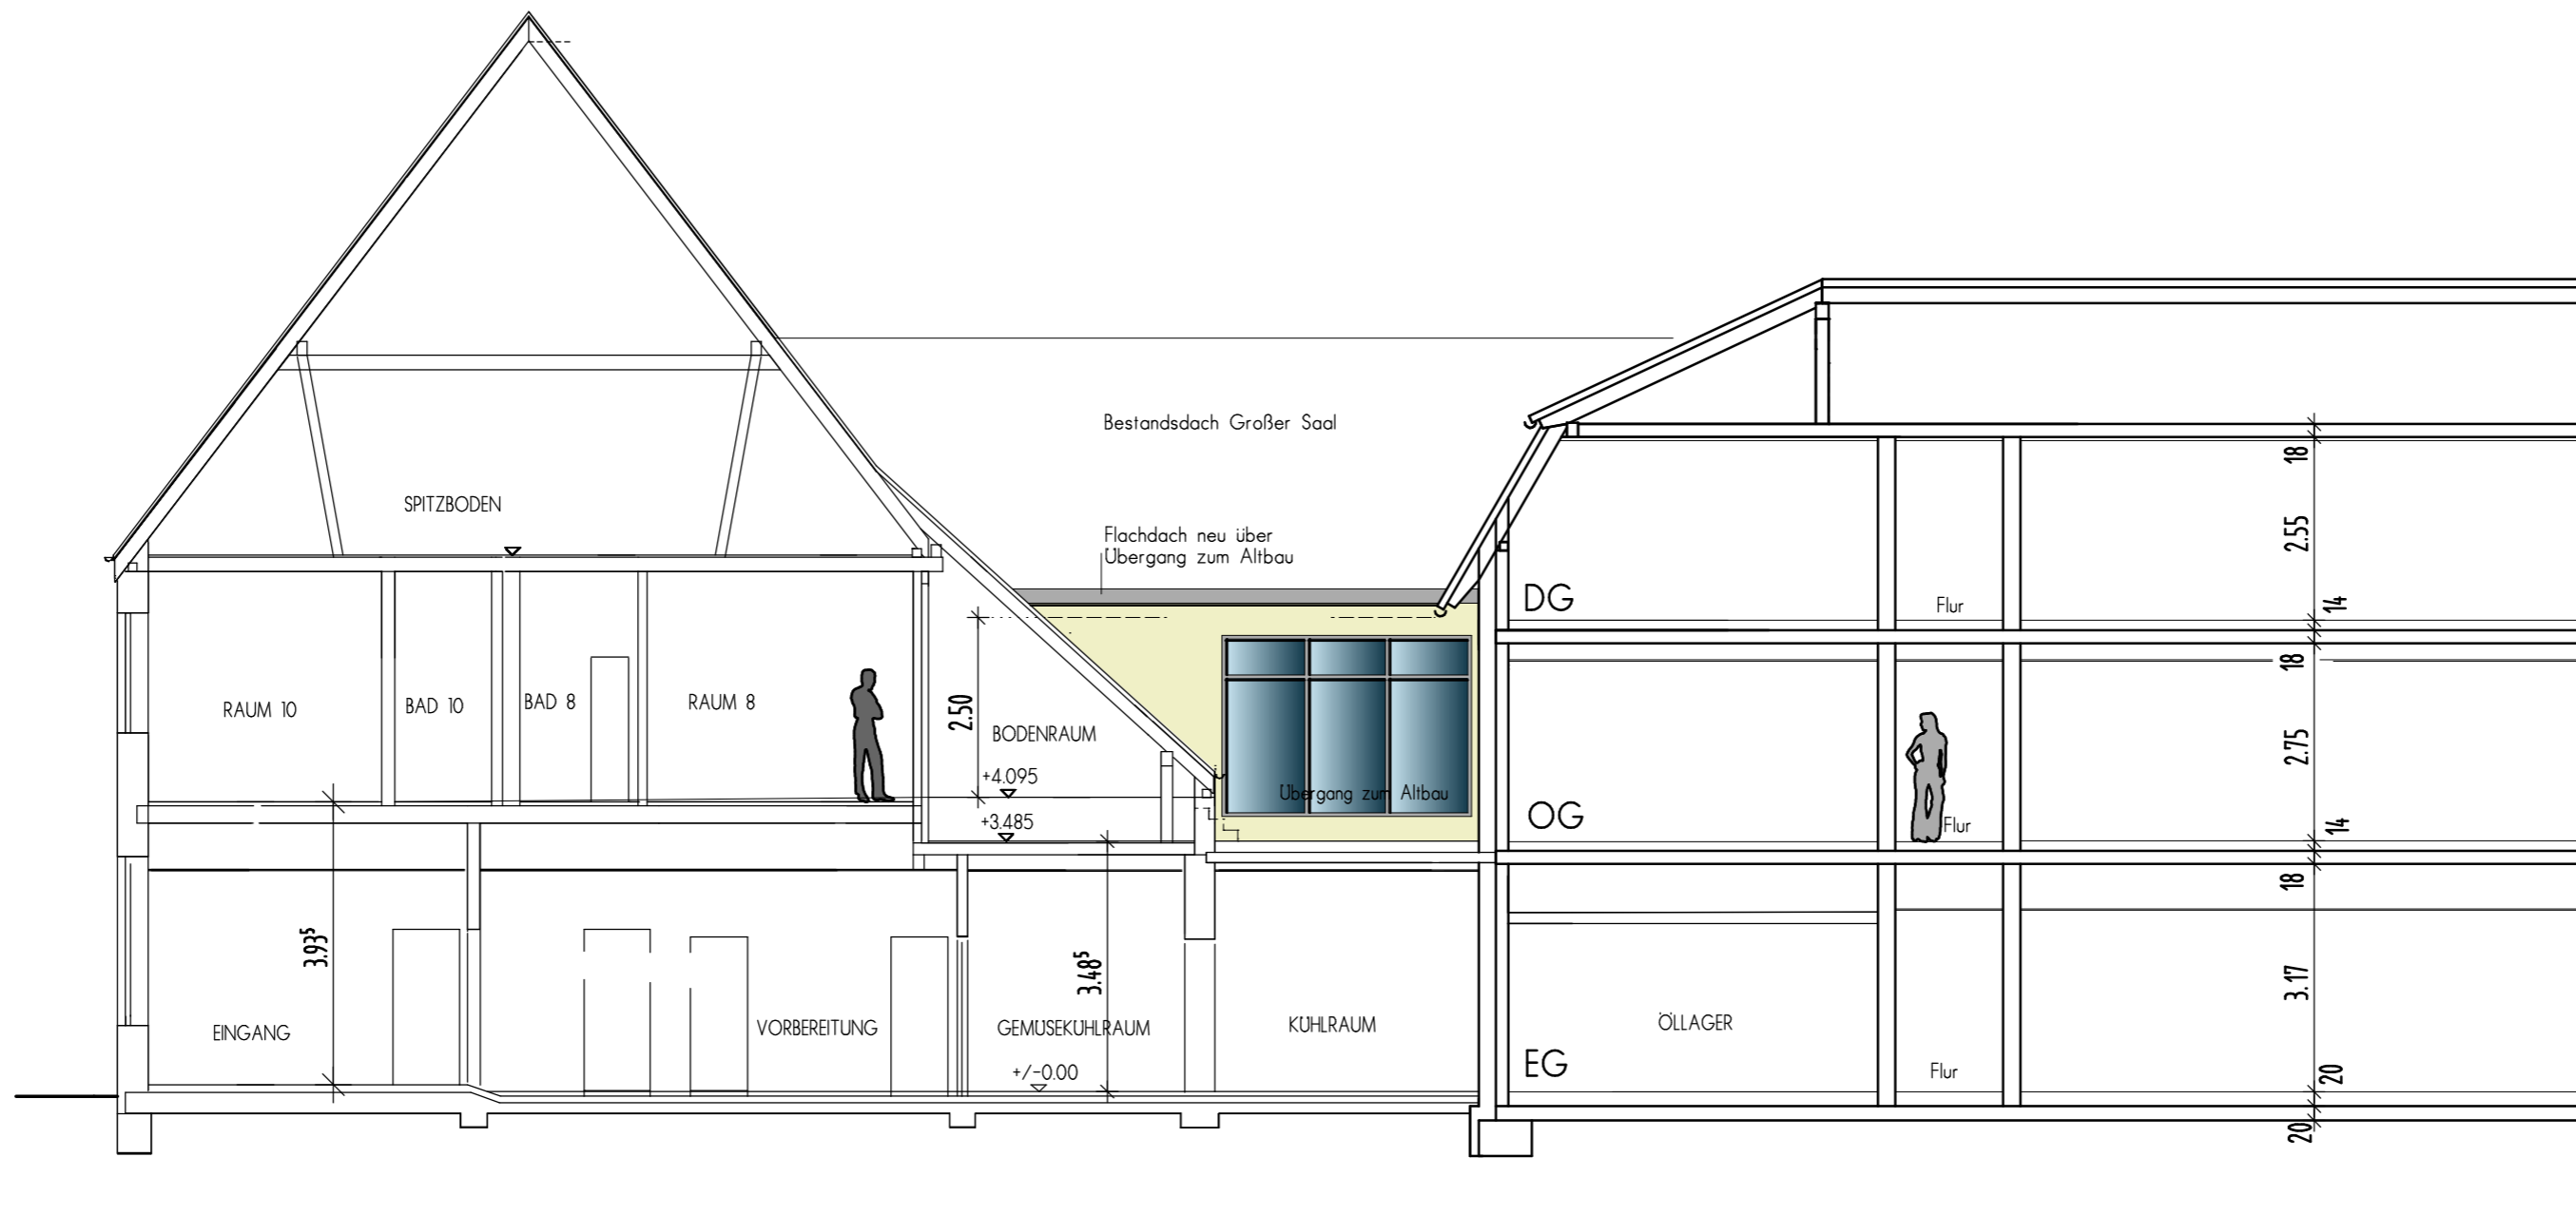 Bestandsdach Großer Saal
SPITZBODEN
Flachdach neu über
Übergang zum Altbau
18
2.55
14
DG
Flur
RAUM 10
BAD 10
BAD 8
RAUM 8
2.50
BODENRAUM
+4.095
+3.485
Übergang zum Altbau
18
2.75
14
OG
Flur
3.93⁵
3.48⁵
18
3.17
EINGANG
VORBEREITUNG
GEMÜSEKÜHLRAUM
KÜHLRAUM
ÖLLAGER
+/-0.00
EG
Flur
20
20